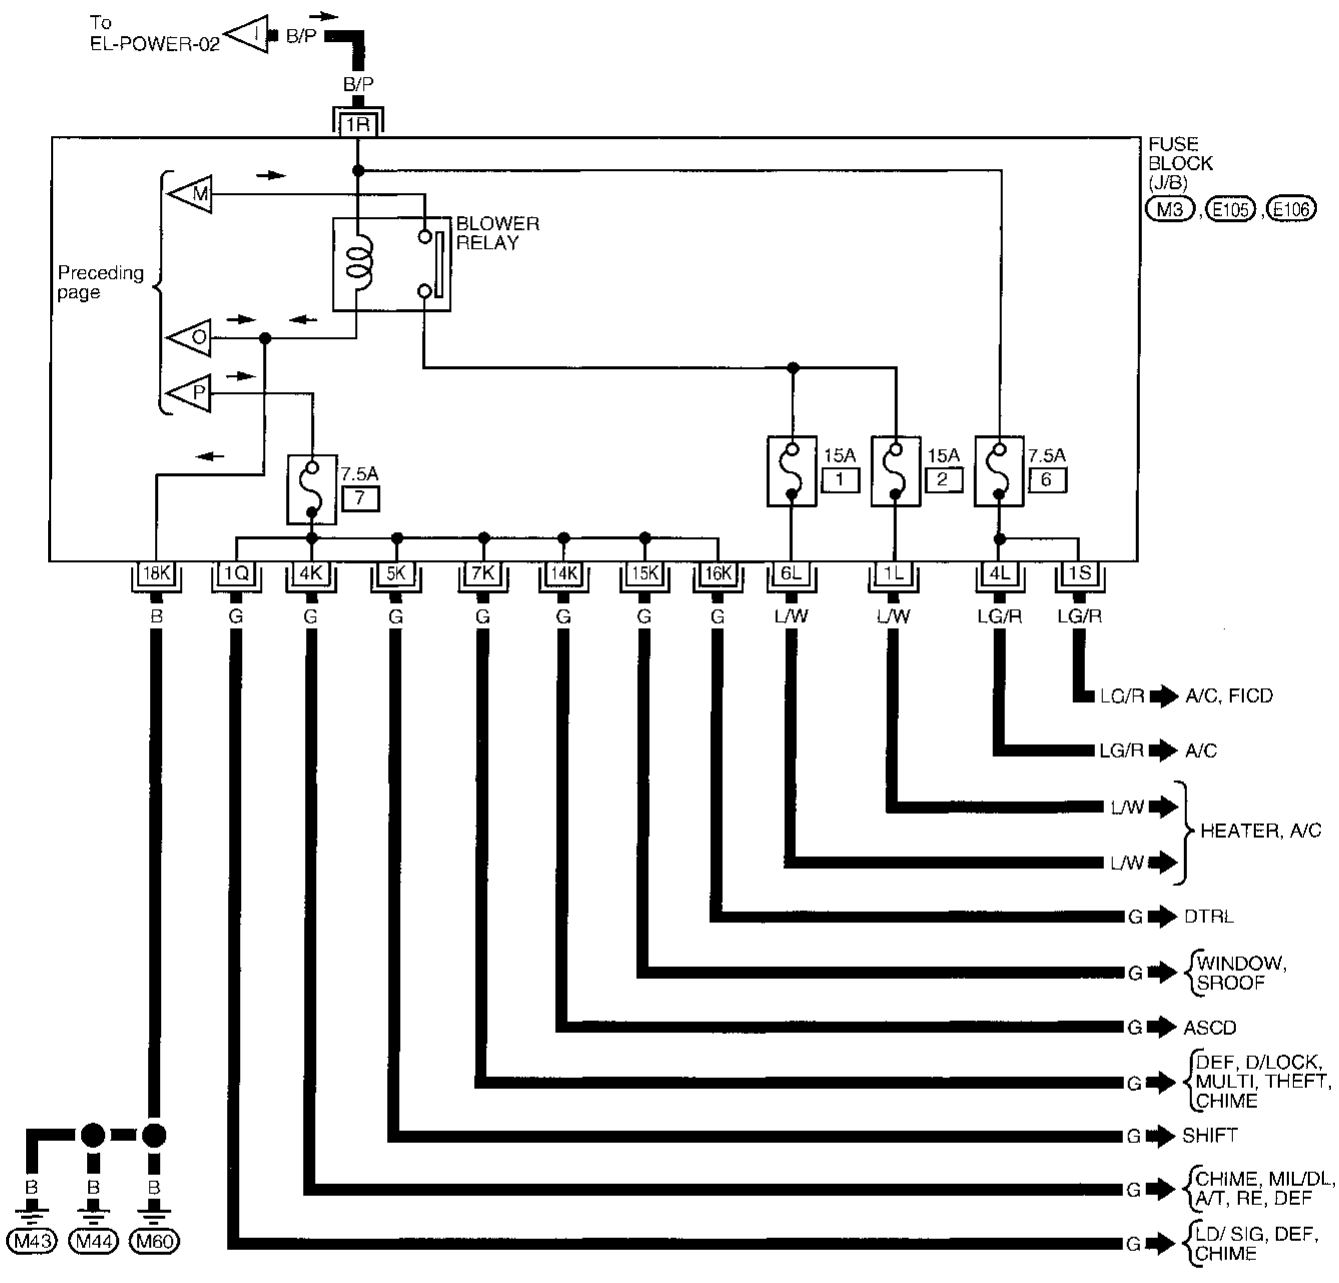 To
EL-POWER-02
I
B/P
B/P
1R
FUSE
BLOCK
(J/B)
M3 , E105 , E106
M
BLOWER
RELAY
Preceding
page
O
P
7.5A
7
15A
1
15A
2
7.5A
6
18K 1Q 4K 5K 7K 14K 15K 16K 6L 1L 4L 1S
B G G G G G G G L/W L/W LG/R LG/R
LG/R A/C, FICD
LG/R A/C
L/W
HEATER, A/C
L/W
G DTRL
G WINDOW,
SROOF
G ASCD
G DEF, D/LOCK,
MULTI, THEFT,
CHIME
G SHIFT
G CHIME, MIL/DL,
A/T, RE, DEF
G LD/ SIG, DEF,
CHIME
B B B
M43 M44 M60